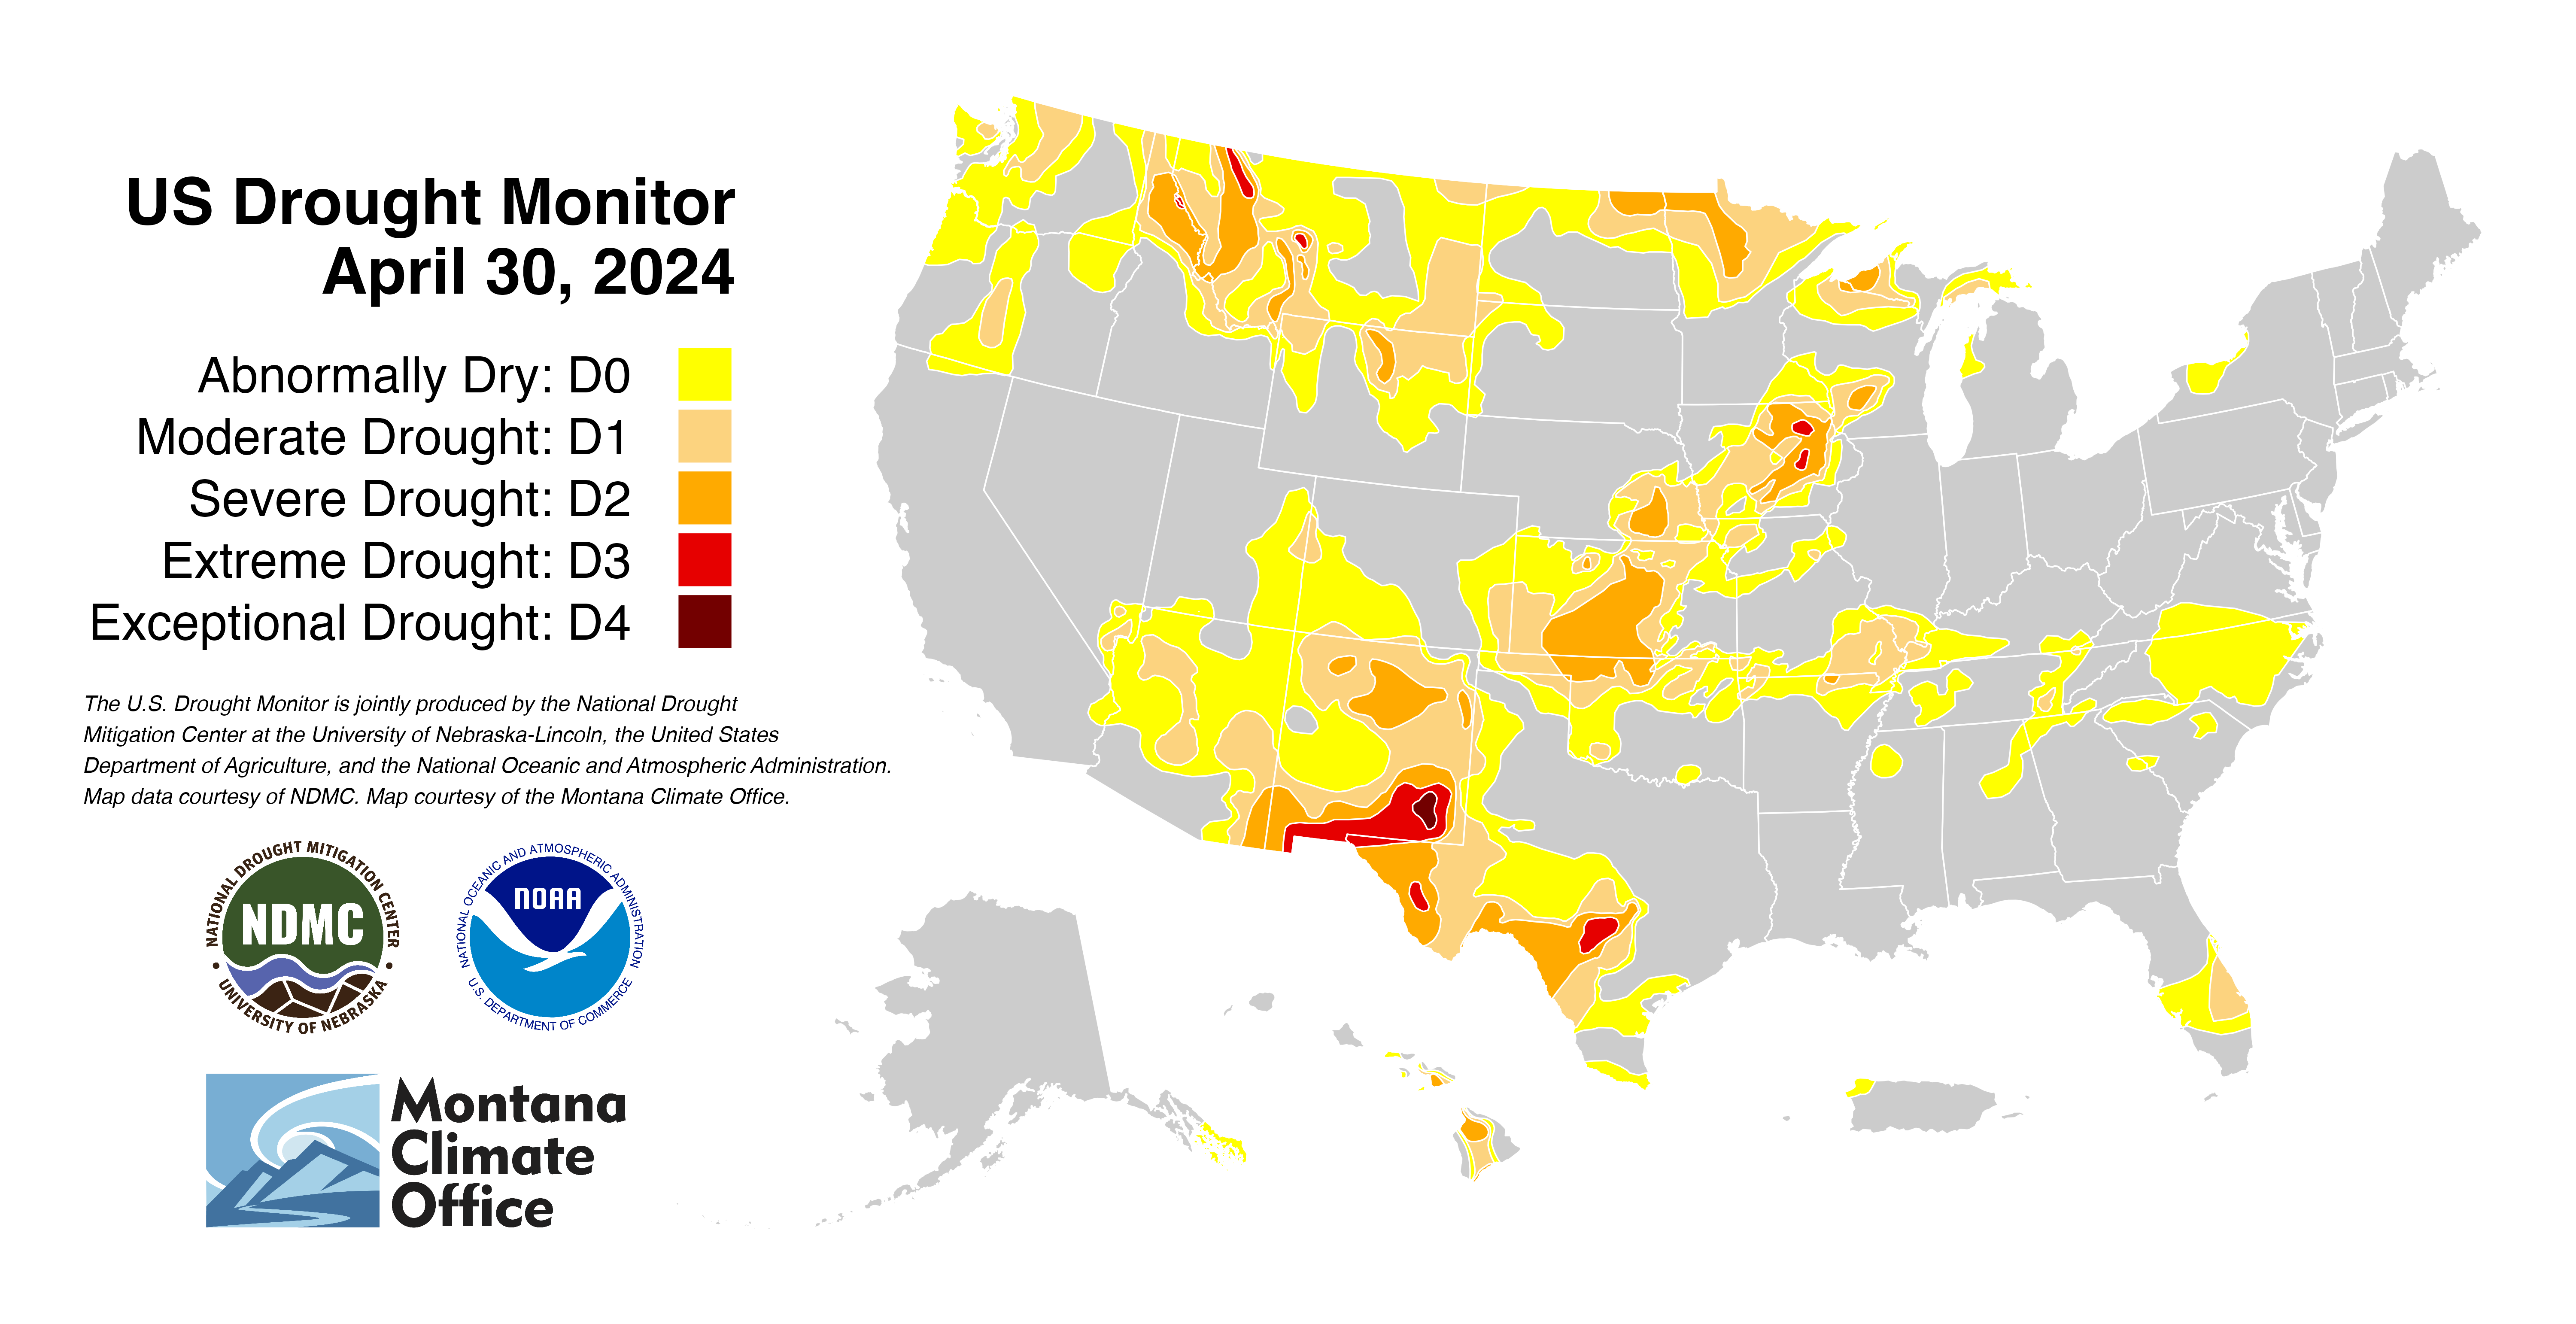 US Drought Monitor
April 30, 2024
Abnormally Dry: D0
Moderate Drought: D1
Severe Drought: D2
Extreme Drought: D3
Exceptional Drought: D4
The U.S. Drought Monitor is jointly produced by the National Drought
Mitigation Center at the University of Nebraska-Lincoln, the United States
Department of Agriculture, and the National Oceanic and Atmospheric Administration.
Map data courtesy of NDMC. Map courtesy of the Montana Climate Office.
NATIONAL DROUGHT MITIGATION CENTER
NDMC
• UNIVERSITY OF NEBRASKA •
NATIONAL OCEANIC AND ATMOSPHERIC ADMINISTRATION
NOAA
U.S. DEPARTMENT OF COMMERCE
Montana
Climate
Office